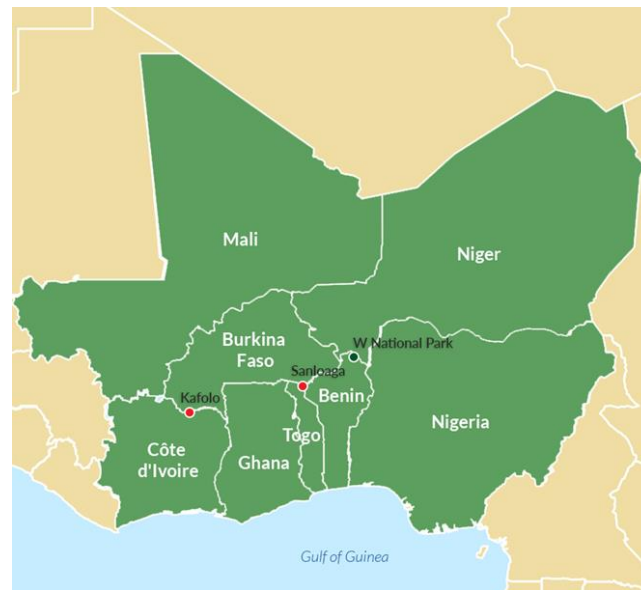 Mali
Niger
Burkina
Faso
W National Park
Sanloaga
Benin
Kafolo
Nigeria
Togo
Côte
d'Ivoire
Ghana
Gulf of Guinea